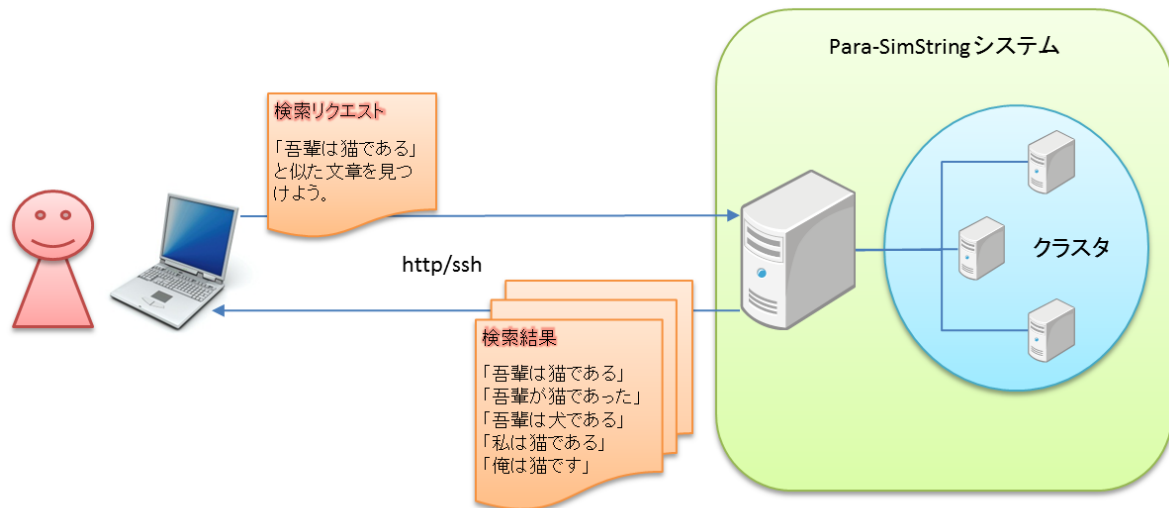 Para-SimStringシステム
検索リクエスト
「吾輩は猫である」
と似た文章を見つ
けよう。
http/ssh
クラスタ
検索結果
「吾輩は猫である」
「吾輩が猫であった」
「吾輩は犬である」
「私は猫である」
「俺は猫です」